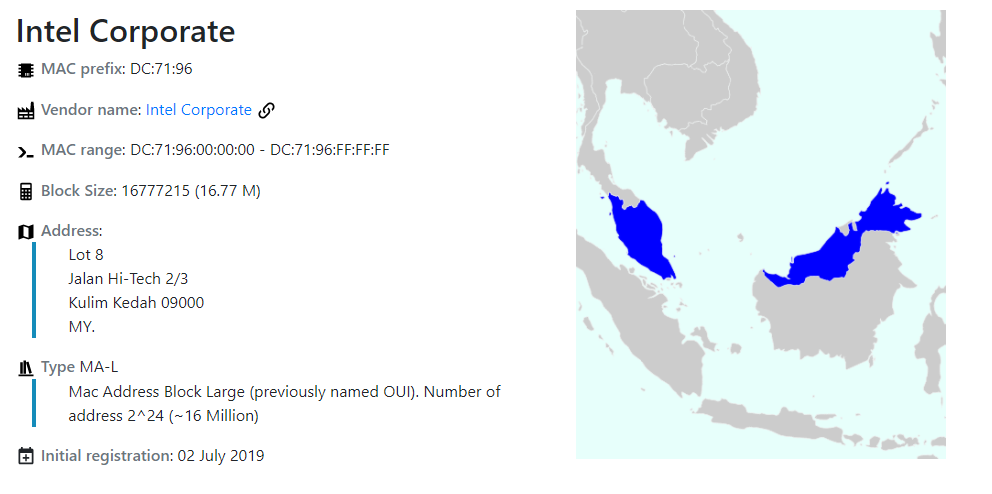 Intel Corporate
MAC prefix: DC:71:96
Vendor name: Intel Corporate
MAC range: DC:71:96:00:00:00 - DC:71:96:FF:FF:FF
Block Size: 16777215 (16.77 M)
Address:
Lot 8
Jalan Hi-Tech 2/3
Kulim Kedah 09000
MY.
Type MA-L
Mac Address Block Large (previously named OUI). Number of
address 2^24 (~16 Million)
Initial registration: 02 July 2019